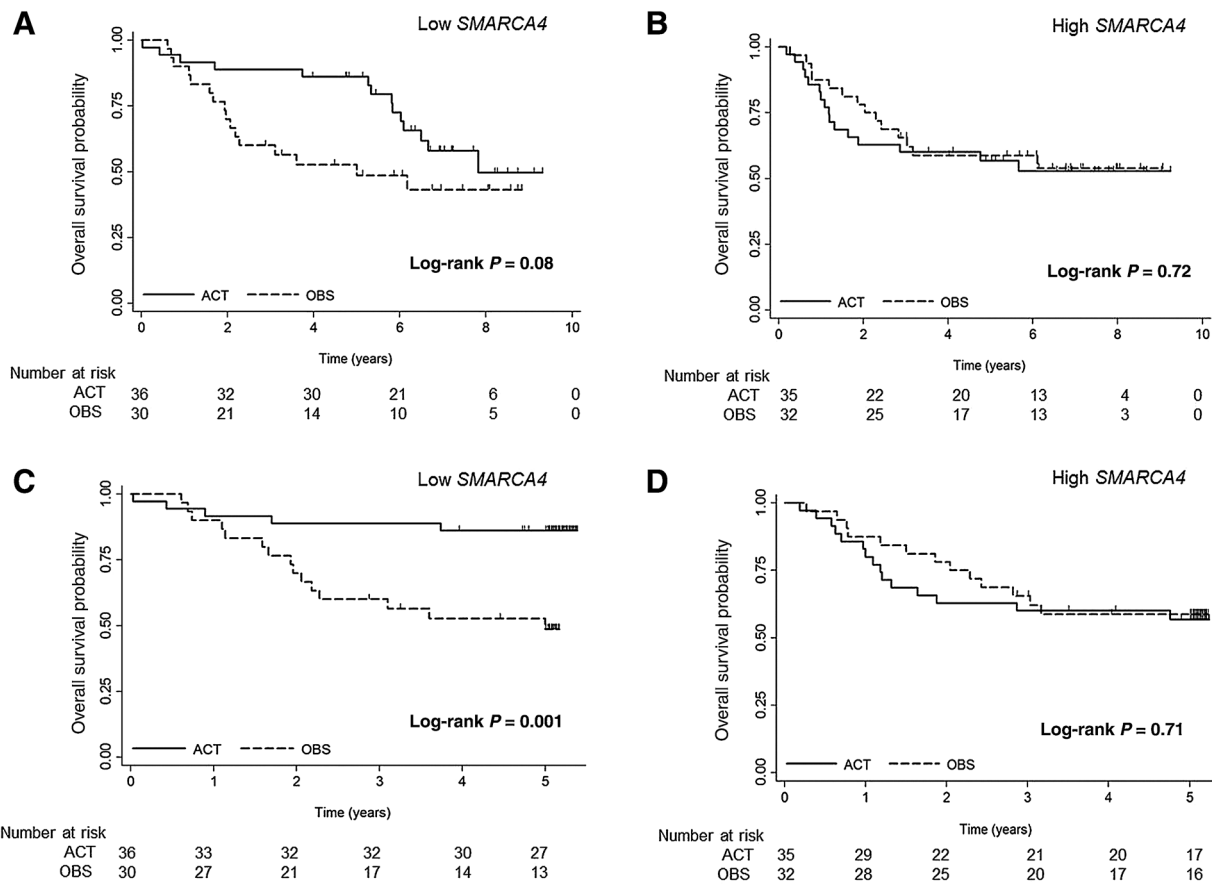 A
Low SMARCA4
Overall survival probability
1.00
0.75
0.50
0.25
0.00
Log-rank P = 0.08
ACT OBS
0 2 4 6 8 10
Time (years)
Number at risk
ACT 36 32 30 21 6 0
OBS 30 21 14 10 5 0
B
High SMARCA4
Overall survival probability
1.00
0.75
0.50
0.25
0.00
Log-rank P = 0.72
ACT OBS
0 2 4 6 8 10
Time (years)
Number at risk
ACT 35 22 20 13 4 0
OBS 32 25 17 13 3 0
C
Low SMARCA4
Overall survival probability
1.00
0.75
0.50
0.25
0.00
Log-rank P = 0.001
ACT OBS
0 1 2 3 4 5
Time (years)
Number at risk
ACT 36 33 32 32 30 27
OBS 30 27 21 17 14 13
D
High SMARCA4
Overall survival probability
1.00
0.75
0.50
0.25
0.00
Log-rank P = 0.71
ACT OBS
0 1 2 3 4 5
Time (years)
Number at risk
ACT 35 29 22 21 20 17
OBS 32 28 25 20 17 16